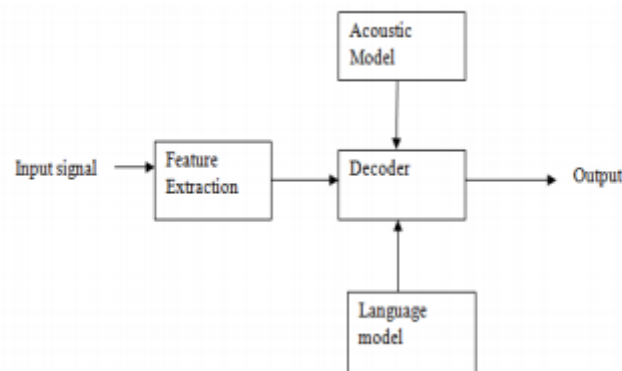 Acoustic
Model
Input signal
Feature
Extraction
Decoder
Output
Language
model